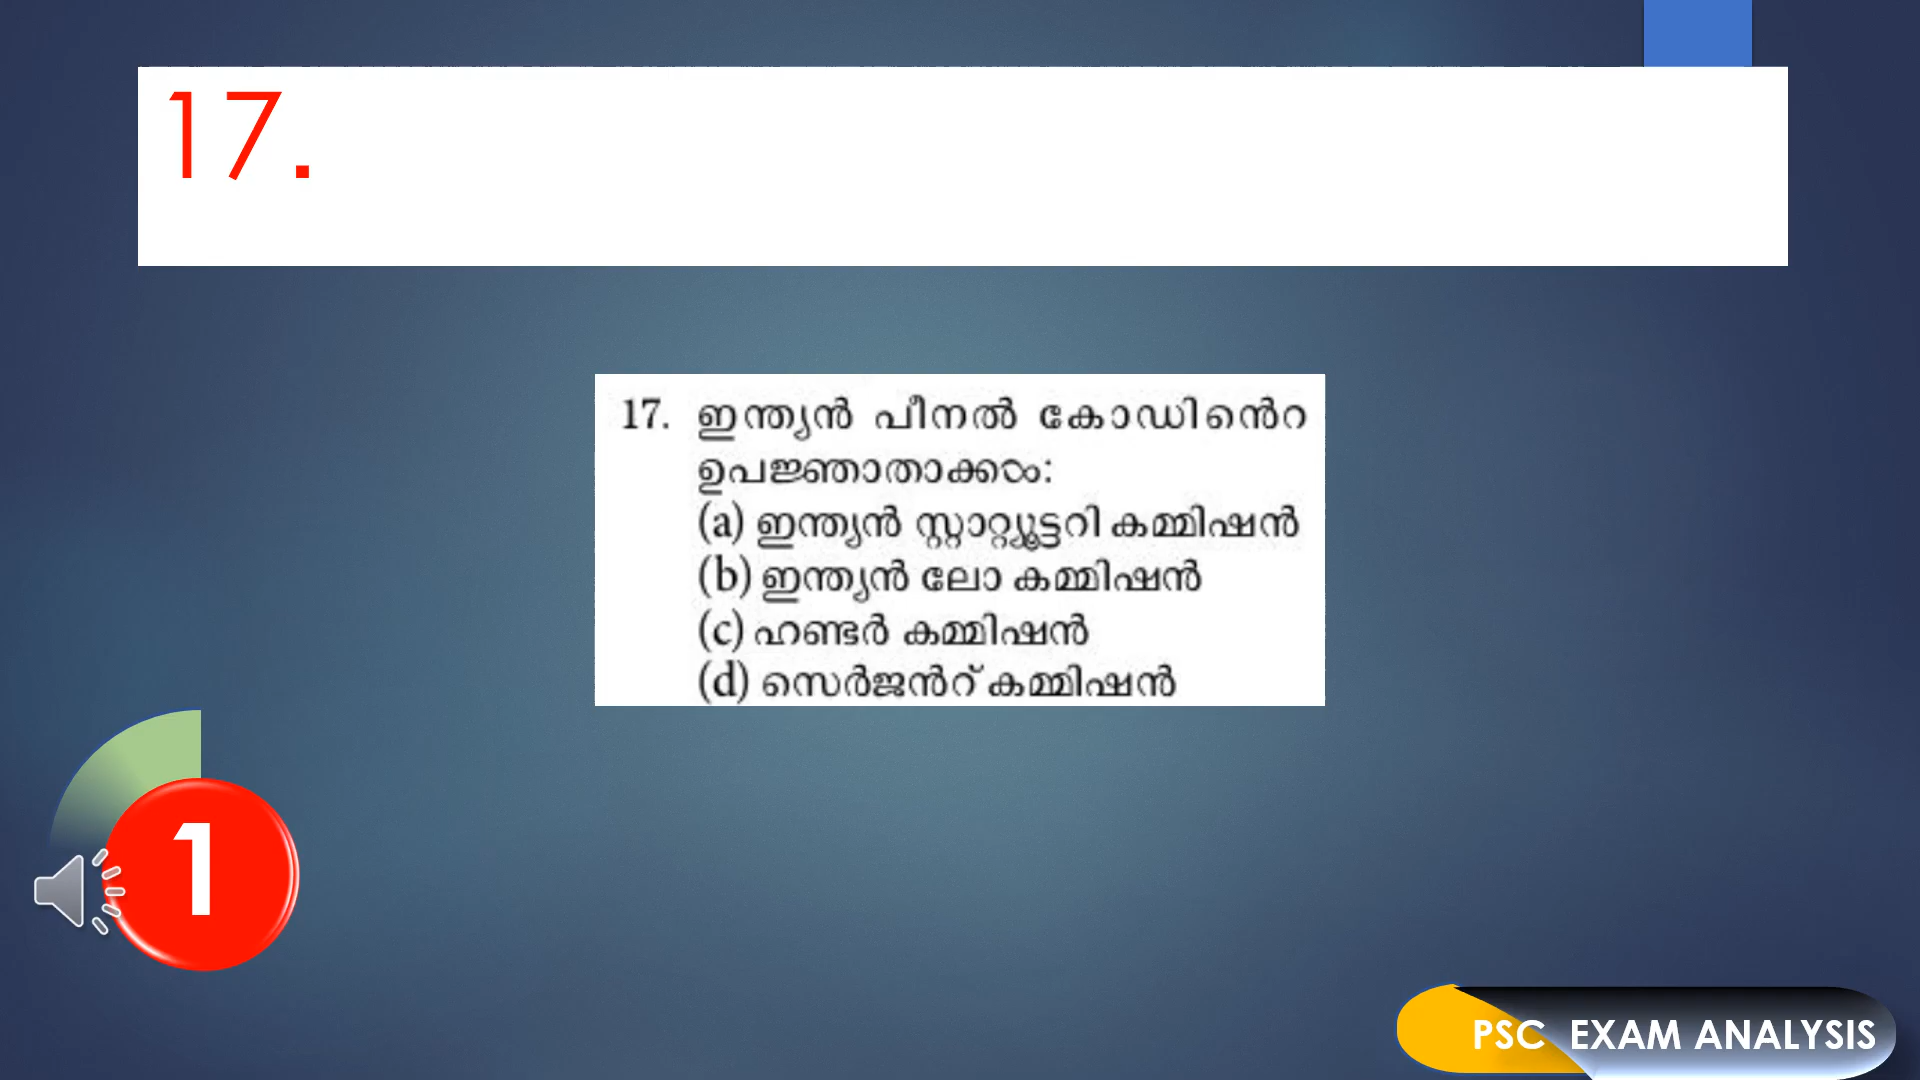 17.
17. ഇന്ത്യൻ പീനൽ കോഡിൻെറ
ഉപജ്ഞാതാക്കൾ:
(a) ഇന്ത്യൻ സ്റ്റാറ്റ്യൂട്ടറി കമ്മിഷൻ
(b) ഇന്ത്യൻ ലോ കമ്മിഷൻ
(c) ഹണ്ടർ കമ്മിഷൻ
(d) സെർജൻറ് കമ്മിഷൻ
1
PSC EXAM ANALYSIS